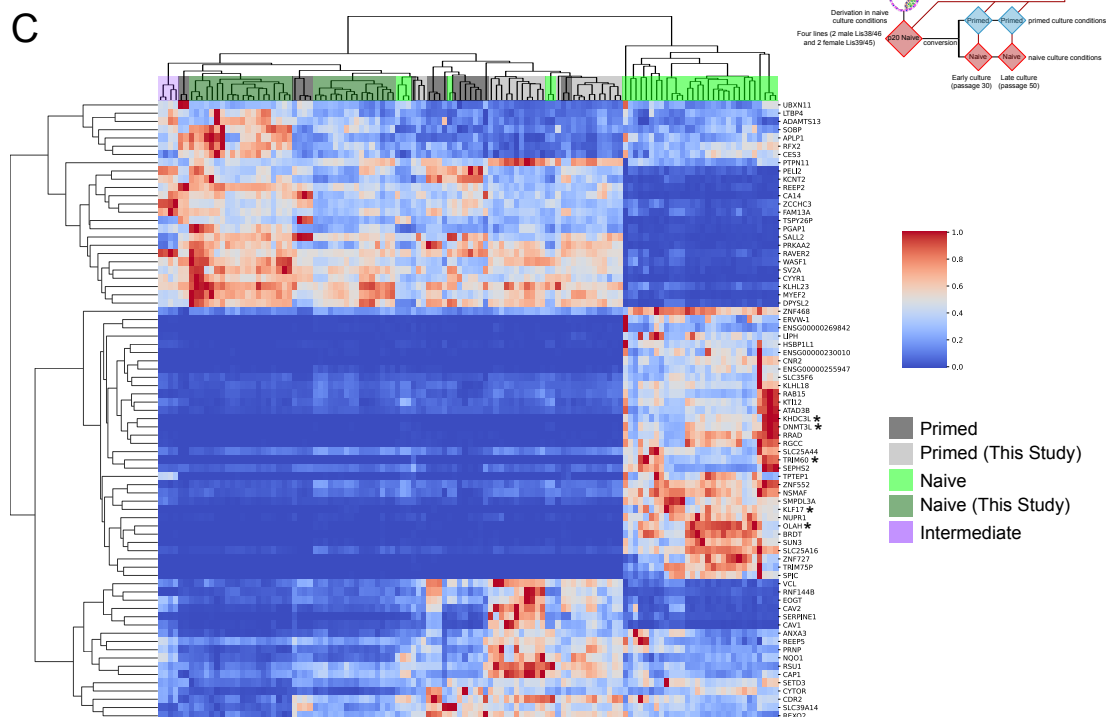 C
Derivation in naive
culture conditions
Four lines (2 male Lis38/46
and 2 female Lis39/45)
p20 Naive
conversion
Primed
Primed
primed culture conditions
Naive
Naive
naive culture conditions
Early culture
(passage 30)
Late culture
(passage 50)
UBXN11
LTBP4
ADAMTS13
SOBP
APLP1
RFX2
CES3
PTPN11
PELI2
KCNT2
REEP2
CA14
ZCCHC3
FAM13A
TSPY26P
PGAP1
SALL2
PRKAA2
RAVER2
WASF1
SV2A
CYYR1
KLHL23
MYEF2
DPYSL2
ZNF468
ERVW-1
ENSG00000269842
LIPH
HSBP1L1
ENSG00000230010
CNR2
ENSG00000255947
SLC35F6
KLHL18
RAB15
KTI12
ATAD3B
KHDC3L *
DNMT3L *
RRAD
RGCC
SLC25A44
TRIM60 *
SEPHS2
TPTEP1
ZNF552
NSMAF
SMPDL3A
KLF17 *
NUPR1
OLAH *
BRDT
SUN3
SLC25A16
ZNF727
TRIM75P
SPIC
VCL
RNF144B
EOGT
CAV2
SERPINE1
CAV1
ANXA3
REEP5
PRNP
NQO1
RSU1
CAP1
SETD3
CYTOR
CDR2
SLC39A14
REXO2
1.0
0.8
0.6
0.4
0.2
0.0
Primed
Primed (This Study)
Naive
Naive (This Study)
Intermediate